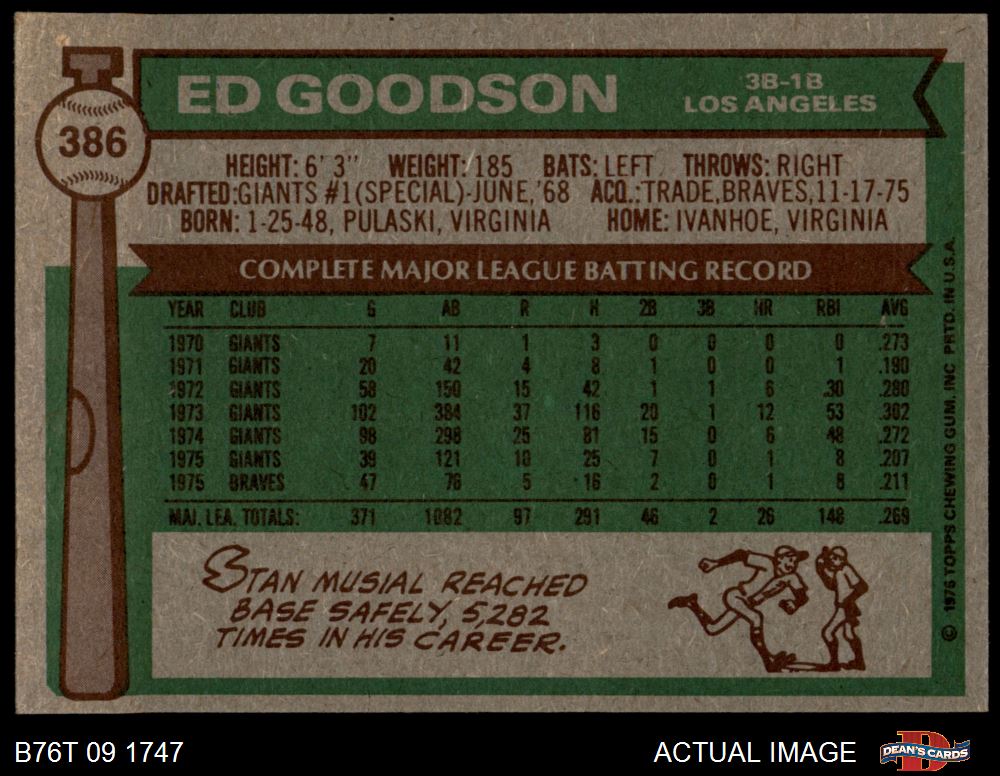 ED GOODSON
3B-1B
LOS ANGELES
386
HEIGHT: 6' 3" WEIGHT: 185 BATS: LEFT THROWS: RIGHT
DRAFTED: GIANTS #1 (SPECIAL)-JUNE, '68 ACQ.: TRADE, BRAVES, 11-17-75
BORN: 1-25-48, PULASKI, VIRGINIA HOME: IVANHOE, VIRGINIA
COMPLETE MAJOR LEAGUE BATTING RECORD
YEAR CLUB G AB R H 2B 3B HR RBI AVG
1970 GIANTS 7 11 1 3 0 0 0 0 .273
1971 GIANTS 20 42 4 8 1 0 0 1 .190
1972 GIANTS 58 150 15 42 1 1 6 30 .280
1973 GIANTS 102 384 37 116 20 1 12 53 .302
1974 GIANTS 98 298 25 81 15 0 6 48 .272
1975 GIANTS 39 121 10 25 7 0 1 8 .207
1975 BRAVES 47 76 5 16 2 0 1 8 .211
MAJ. LEA. TOTALS: 371 1082 97 291 46 2 26 148 .269
STAN MUSIAL REACHED
BASE SAFELY, 5,282
TIMES IN HIS CAREER.
© 1976 TOPPS CHEWING GUM, INC PRTD. IN U.S.A.
B76T 09 1747
ACTUAL IMAGE
D
DEAN'S CARDS